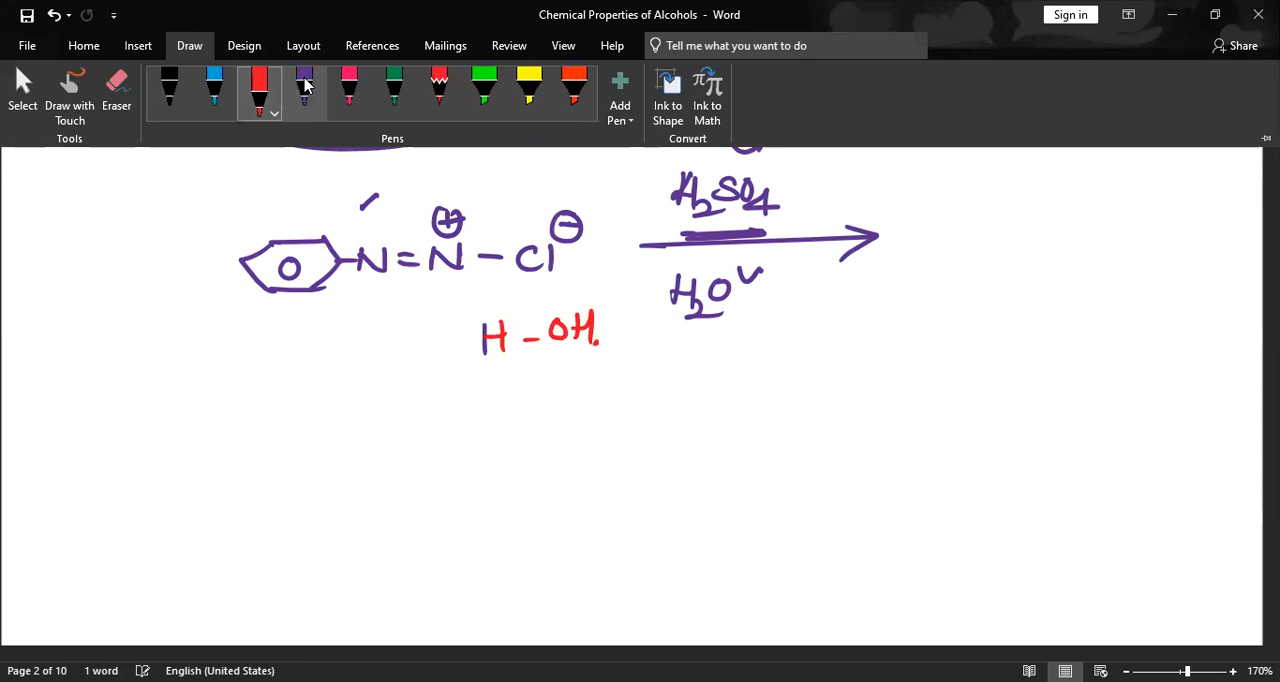 Chemical Properties of Alcohols - Word
Sign in
File Home Insert Draw Design Layout References Mailings Review View Help Tell me what you want to do Share
Select Draw with Touch Eraser Add Pen Ink to Shape Ink to Math
Tools Pens Convert
H₂SO₄
N=N⊕-Cl⊖
H₂O
H-OH.
Page 2 of 10 1 word English (United States) 170%